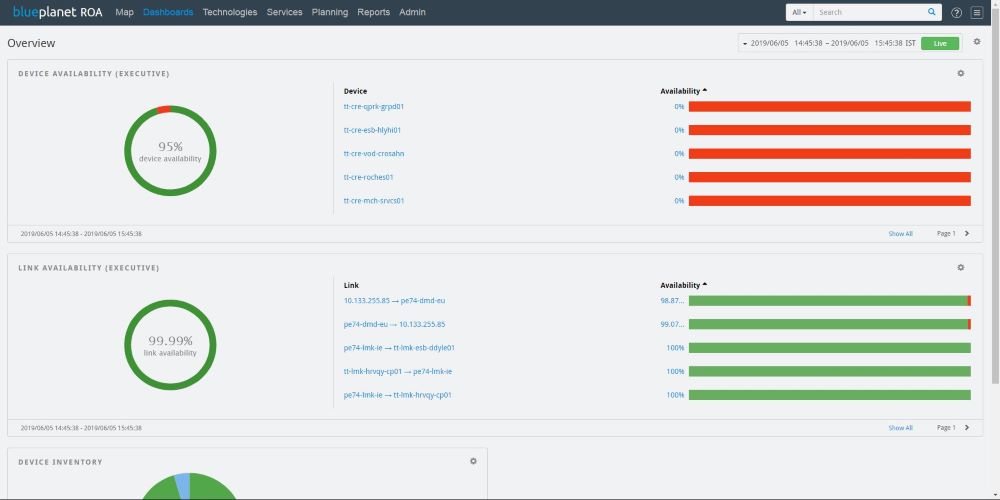 blueplanet ROA Map Dashboards Technologies Services Planning Reports Admin All Search ?
Overview 2019/06/05 14:45:38 – 2019/06/05 15:45:38 IST Live
DEVICE AVAILABILITY (EXECUTIVE)
Device Availability
95%
device availability
tt-cre-qprk-grpd01 0%
tt-cre-esb-hlyhi01 0%
tt-cre-vod-crosahn 0%
tt-cre-roches01 0%
tt-cre-mch-srvcs01 0%
2019/06/05 14:45:38 - 2019/06/05 15:45:38 Show All Page 1
LINK AVAILABILITY (EXECUTIVE)
Link Availability
99.99%
link availability
10.133.255.85 → pe74-dmd-eu 98.87...
pe74-dmd-eu → 10.133.255.85 99.07...
pe74-lmk-ie → tt-lmk-esb-ddyle01 100%
tt-lmk-hrvqy-cp01 → pe74-lmk-ie 100%
pe74-lmk-ie → tt-lmk-hrvqy-cp01 100%
2019/06/05 14:45:38 - 2019/06/05 15:45:38 Show All Page 1
DEVICE INVENTORY